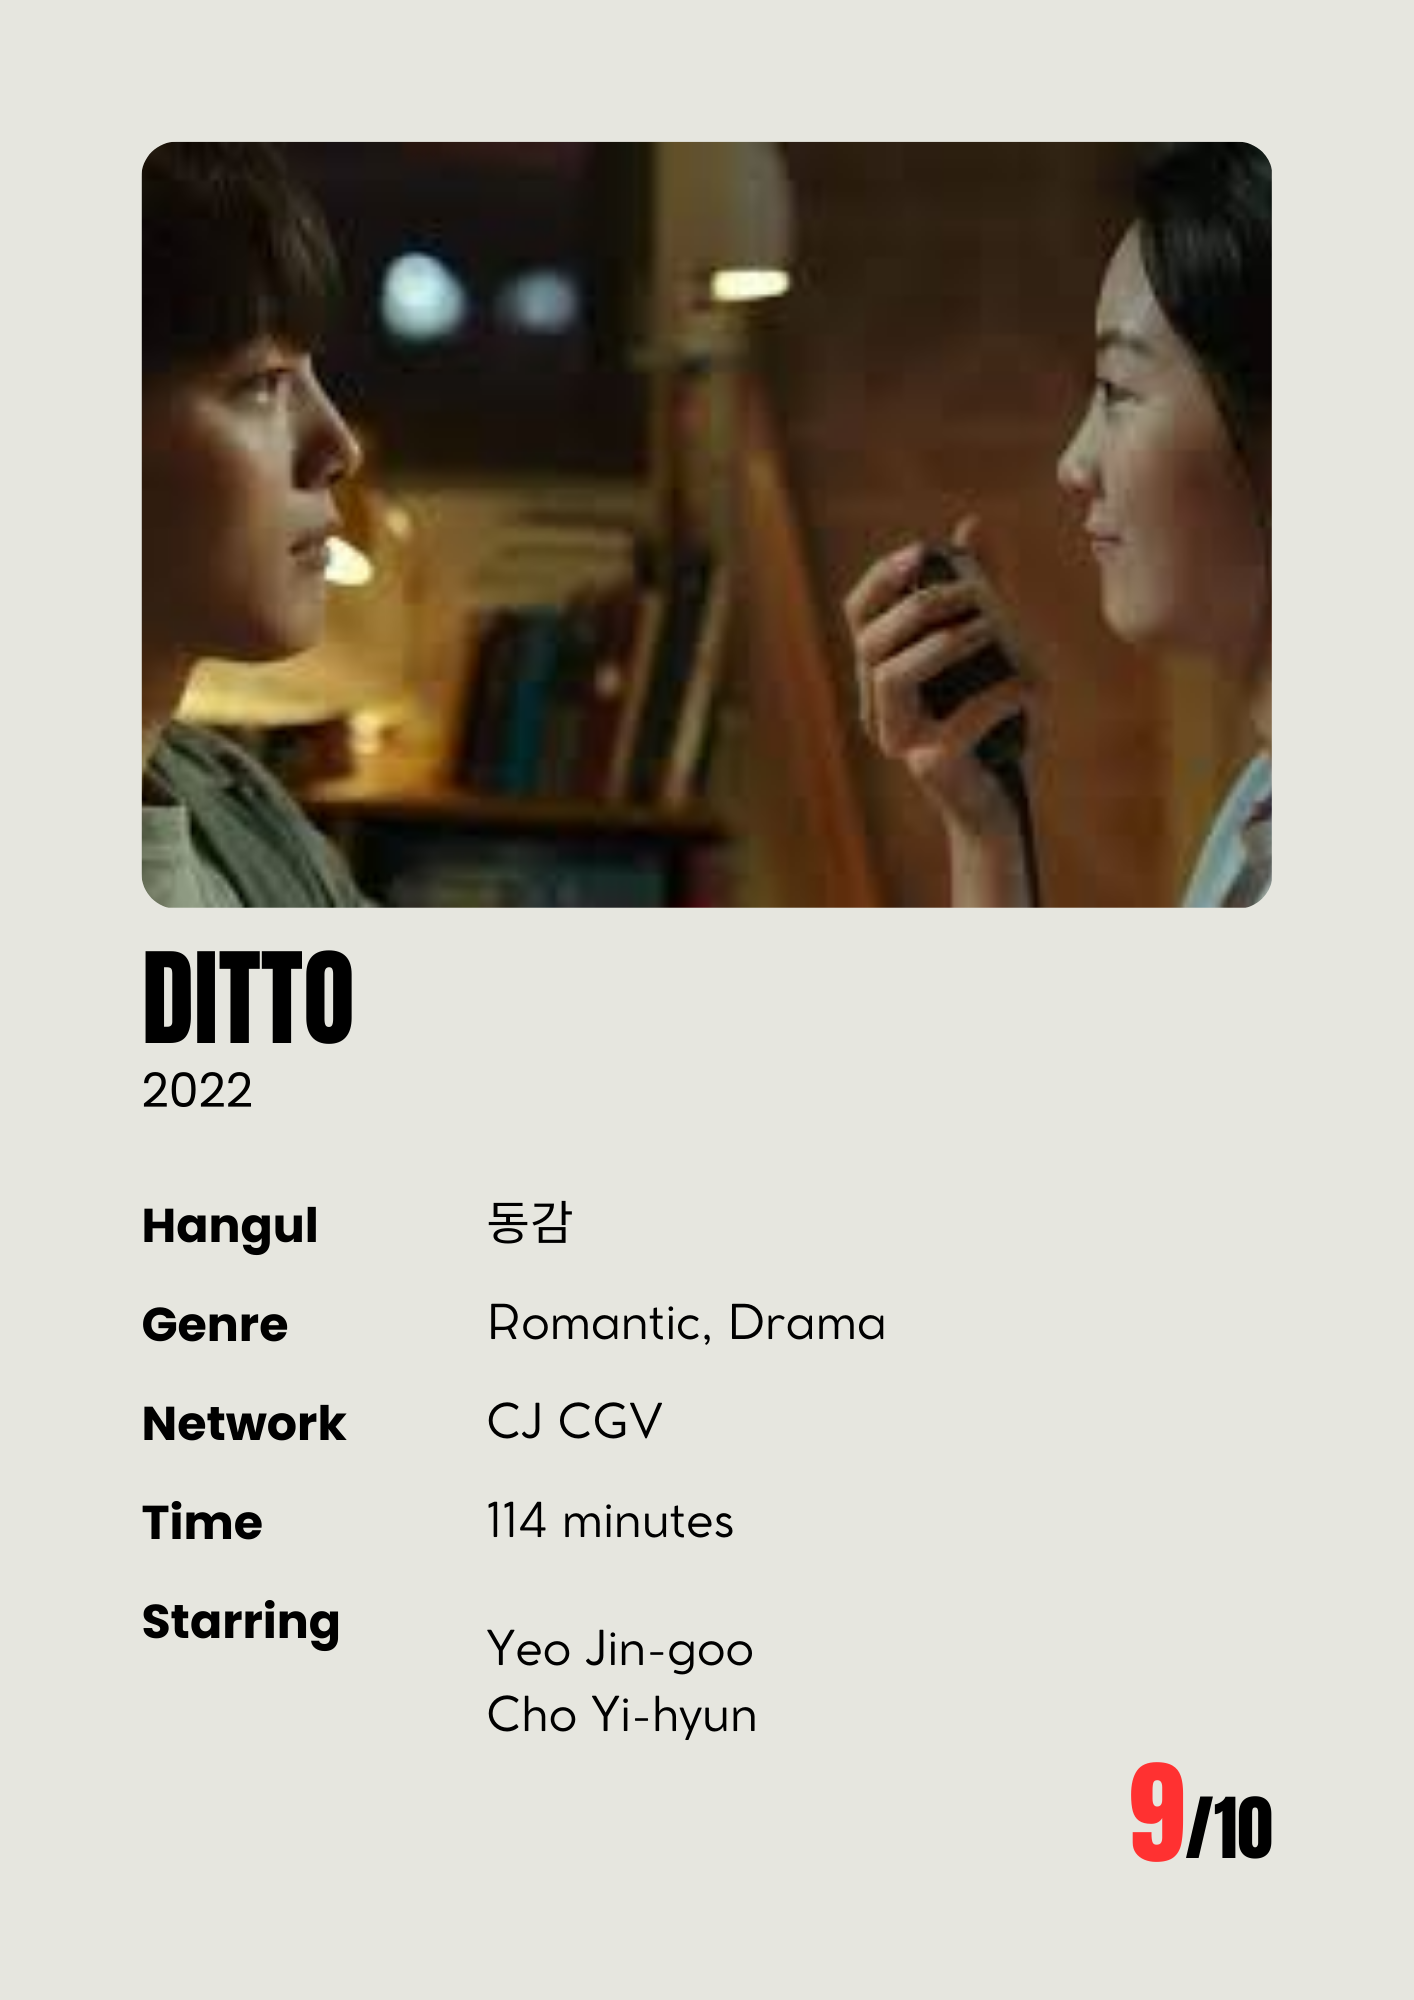 DITTO
2022
Hangul 동감
Genre Romantic, Drama
Network CJ CGV
Time 114 minutes
Starring
Yeo Jin-goo
Cho Yi-hyun
9/10